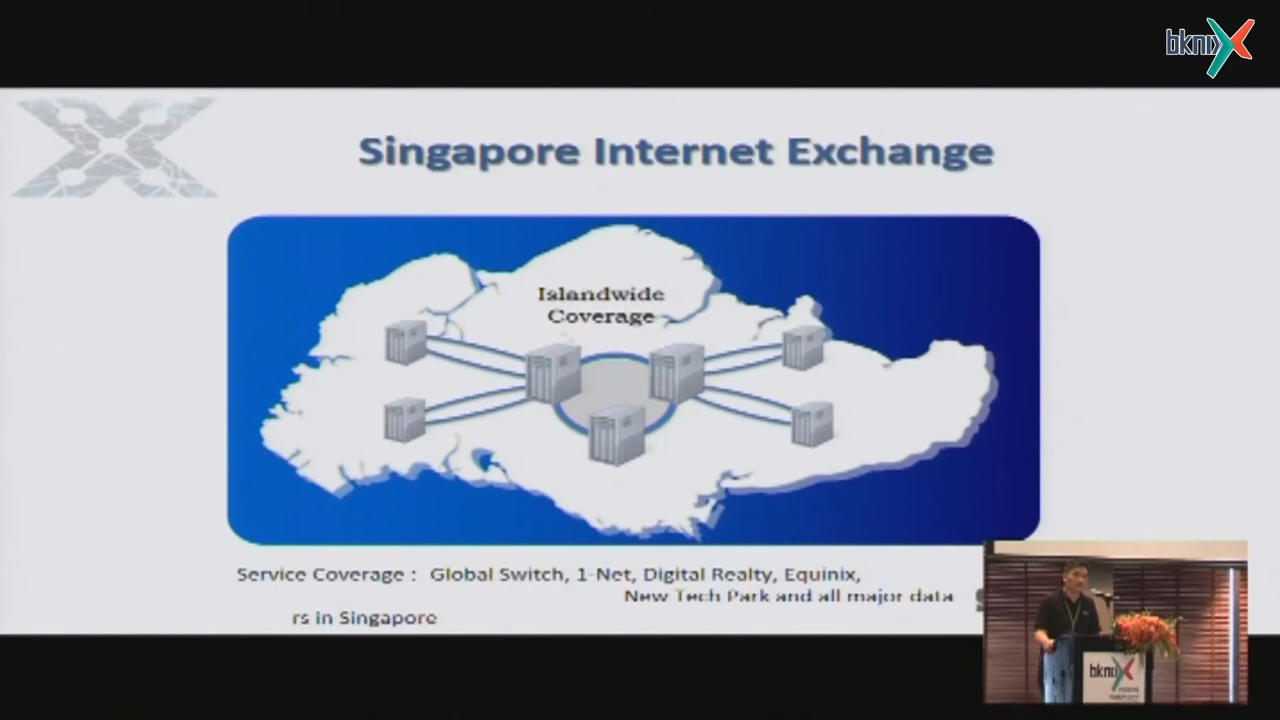 bknix
Singapore Internet Exchange
Islandwide
Coverage
Service Coverage : Global Switch, 1-Net, Digital Realty, Equinix,
New Tech Park and all major data
rs in Singapore
bknix